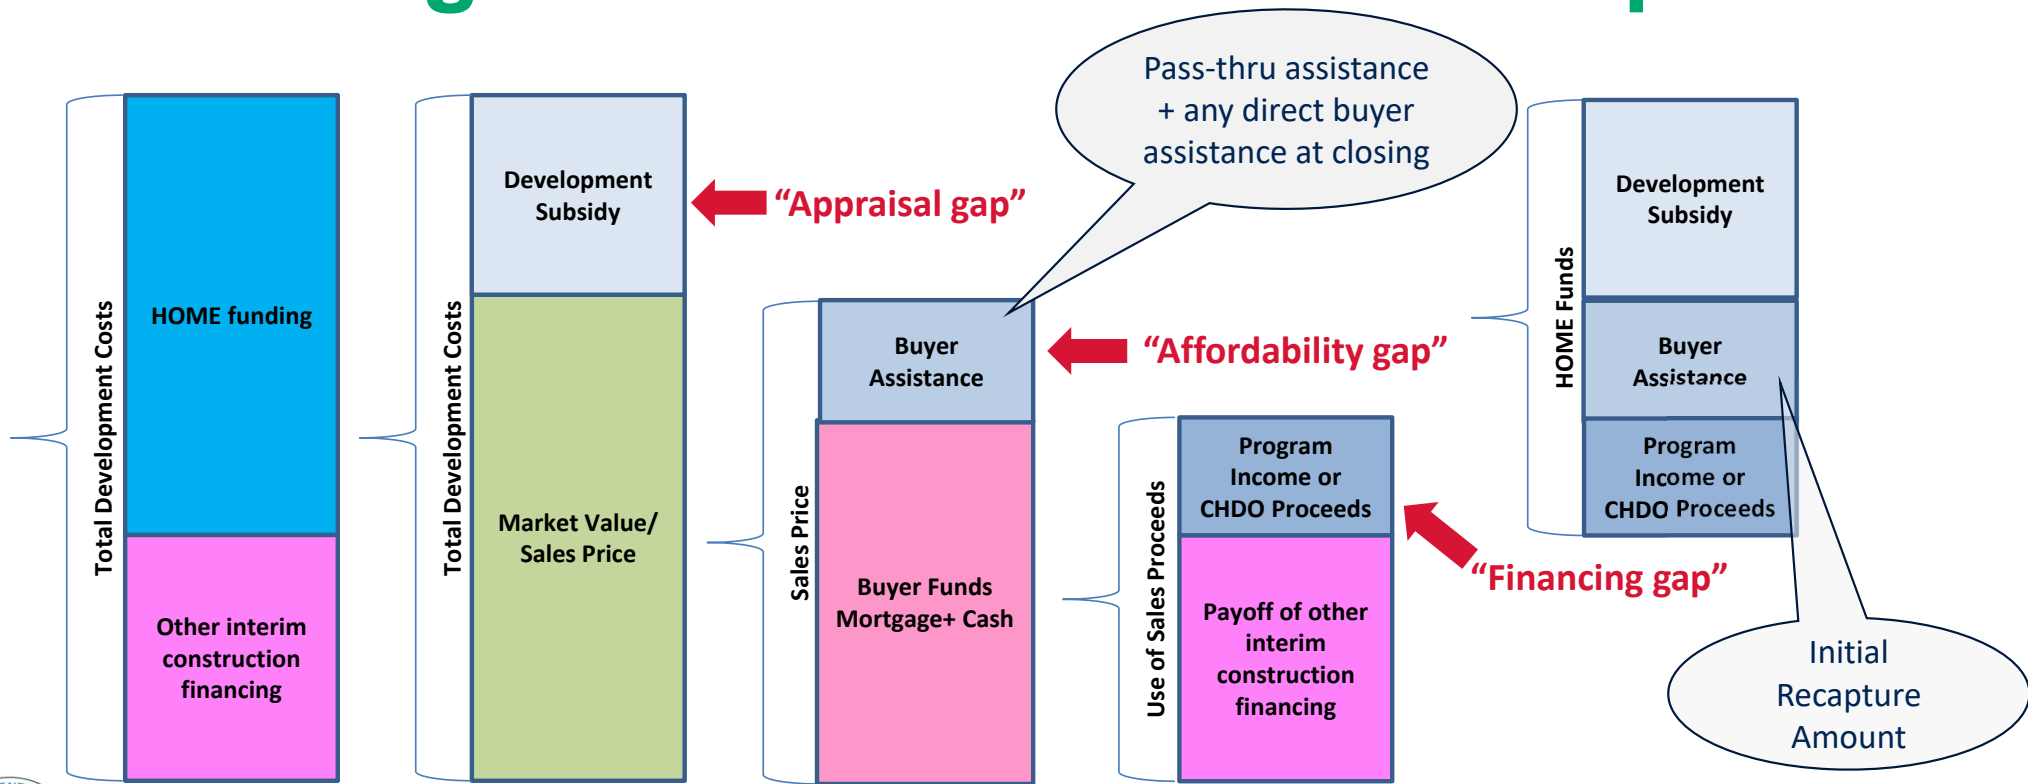 Total Development Costs
HOME funding
Other interim
construction
financing
Total Development Costs
Development
Subsidy
Market Value/
Sales Price
“Appraisal gap”
Pass-thru assistance
+ any direct buyer
assistance at closing
Sales Price
Buyer
Assistance
Buyer Funds
Mortgage+ Cash
“Affordability gap”
Use of Sales Proceeds
Program
Income or
CHDO Proceeds
Payoff of other
interim
construction
financing
“Financing gap”
HOME Funds
Development
Subsidy
Buyer
Assistance
Program
Income or
CHDO Proceeds
Initial
Recapture
Amount